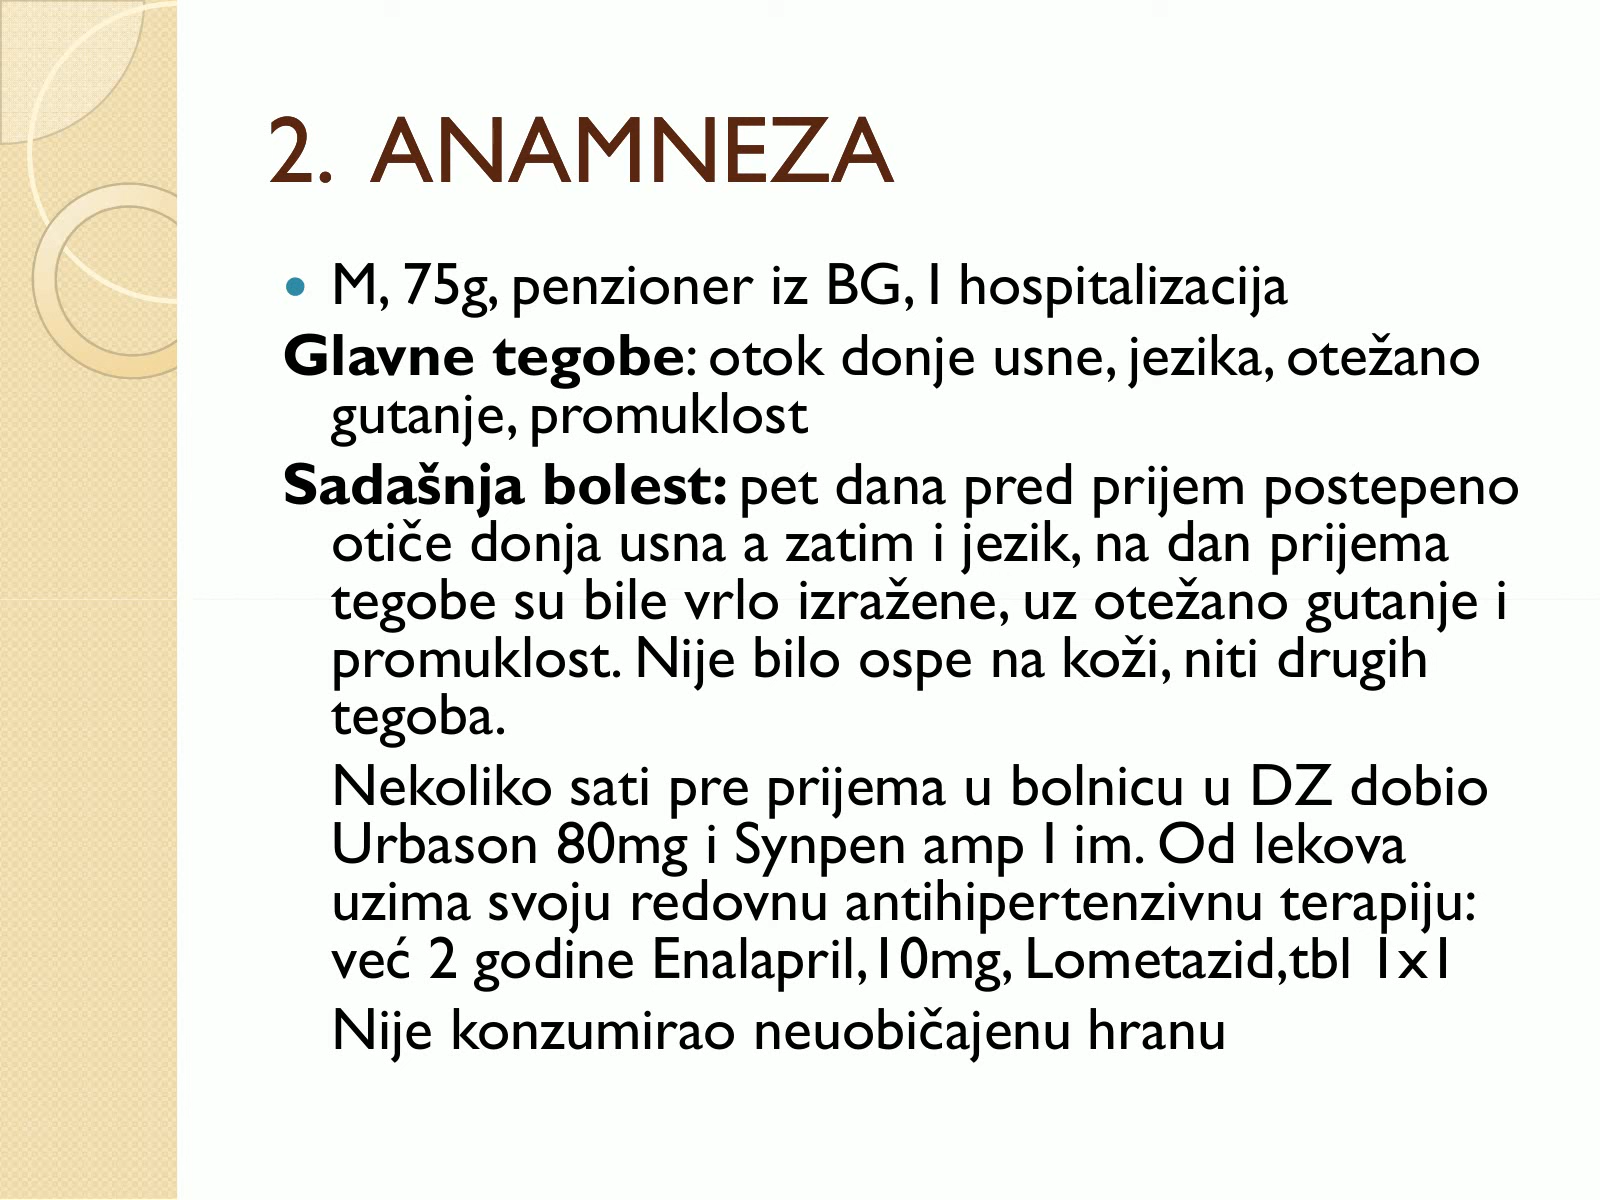 2. ANAMNEZA
• M, 75g, penzioner iz BG, I hospitalizacija
Glavne tegobe: otok donje usne, jezika, otežano
gutanje, promuklost
Sadašnja bolest: pet dana pred prijem postepeno
otiče donja usna a zatim i jezik, na dan prijema
tegobe su bile vrlo izražene, uz otežano gutanje i
promuklost. Nije bilo ospe na koži, niti drugih
tegoba.
Nekoliko sati pre prijema u bolnicu u DZ dobio
Urbason 80mg i Synpen amp I im. Od lekova
uzima svoju redovnu antihipertenzivnu terapiju:
već 2 godine Enalapril,10mg, Lometazid,tbl 1x1
Nije konzumirao neuobičajenu hranu